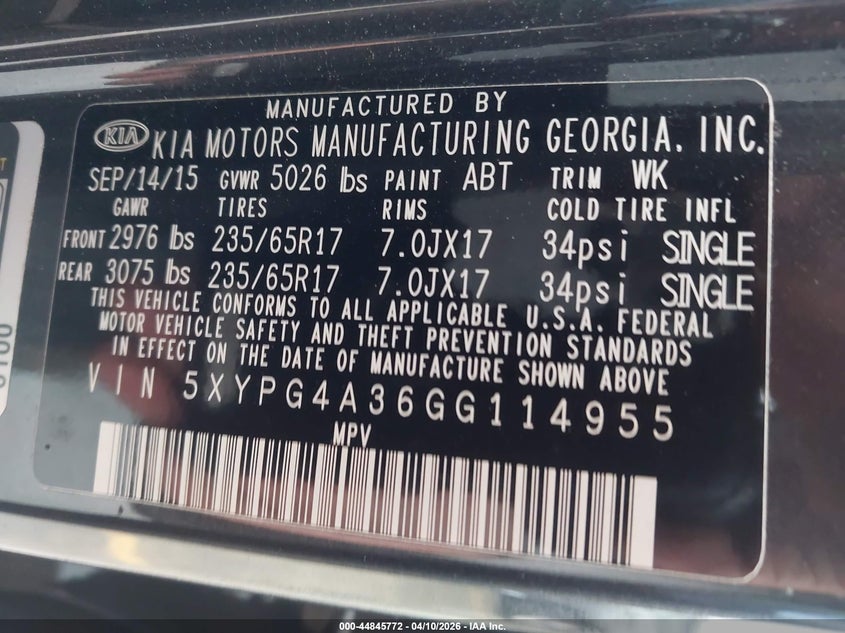 MANUFACTURED BY
KIA KIA MOTORS MANUFACTURING GEORGIA, INC.
SEP/14/15 GVWR 5026 lbs PAINT ABT TRIM WK
GAWR TIRES RIMS COLD TIRE INFL
FRONT 2976 lbs 235/65R17 7.0JX17 34psi SINGLE
REAR 3075 lbs 235/65R17 7.0JX17 34psi SINGLE
THIS VEHICLE CONFORMS TO ALL APPLICABLE U.S.A. FEDERAL
MOTOR VEHICLE SAFETY AND THEFT PREVENTION STANDARDS
IN EFFECT ON THE DATE OF MANUFACTURE SHOWN ABOVE
VIN 5XYPG4A36GG114955
MPV
000-44845772 - 04/10/2026 - IAA Inc.